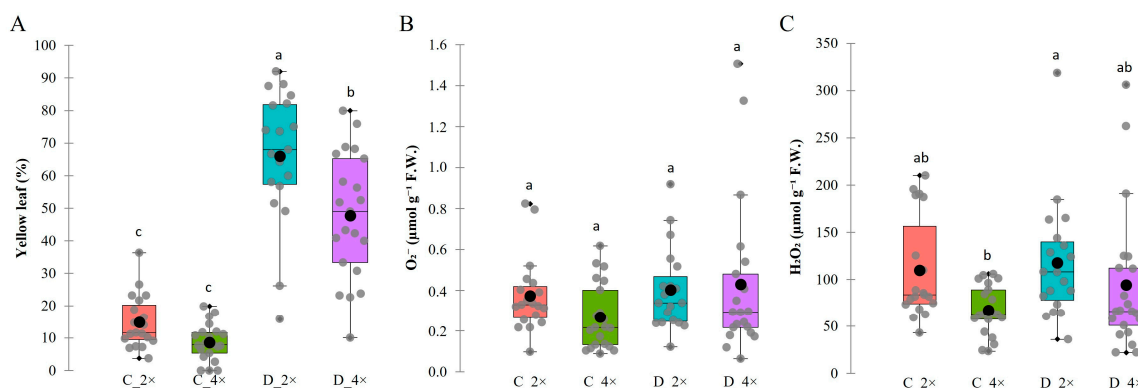 A
Yellow leaf (%)
100
90
80
70
60
50
40
30
20
10
0
c
c
a
b
C_2×
C_4×
D_2×
D_4×
B
O₂⁻ (µmol g⁻¹ F.W.)
1.6
1.4
1.2
1.0
0.8
0.6
0.4
0.2
0.0
a
a
a
a
C 2×
C 4×
D 2×
D 4×
C
H₂O₂ (µmol g⁻¹ F.W.)
350
300
250
200
150
100
50
0
ab
b
a
ab
C 2×
C 4×
D 2×
D 4×